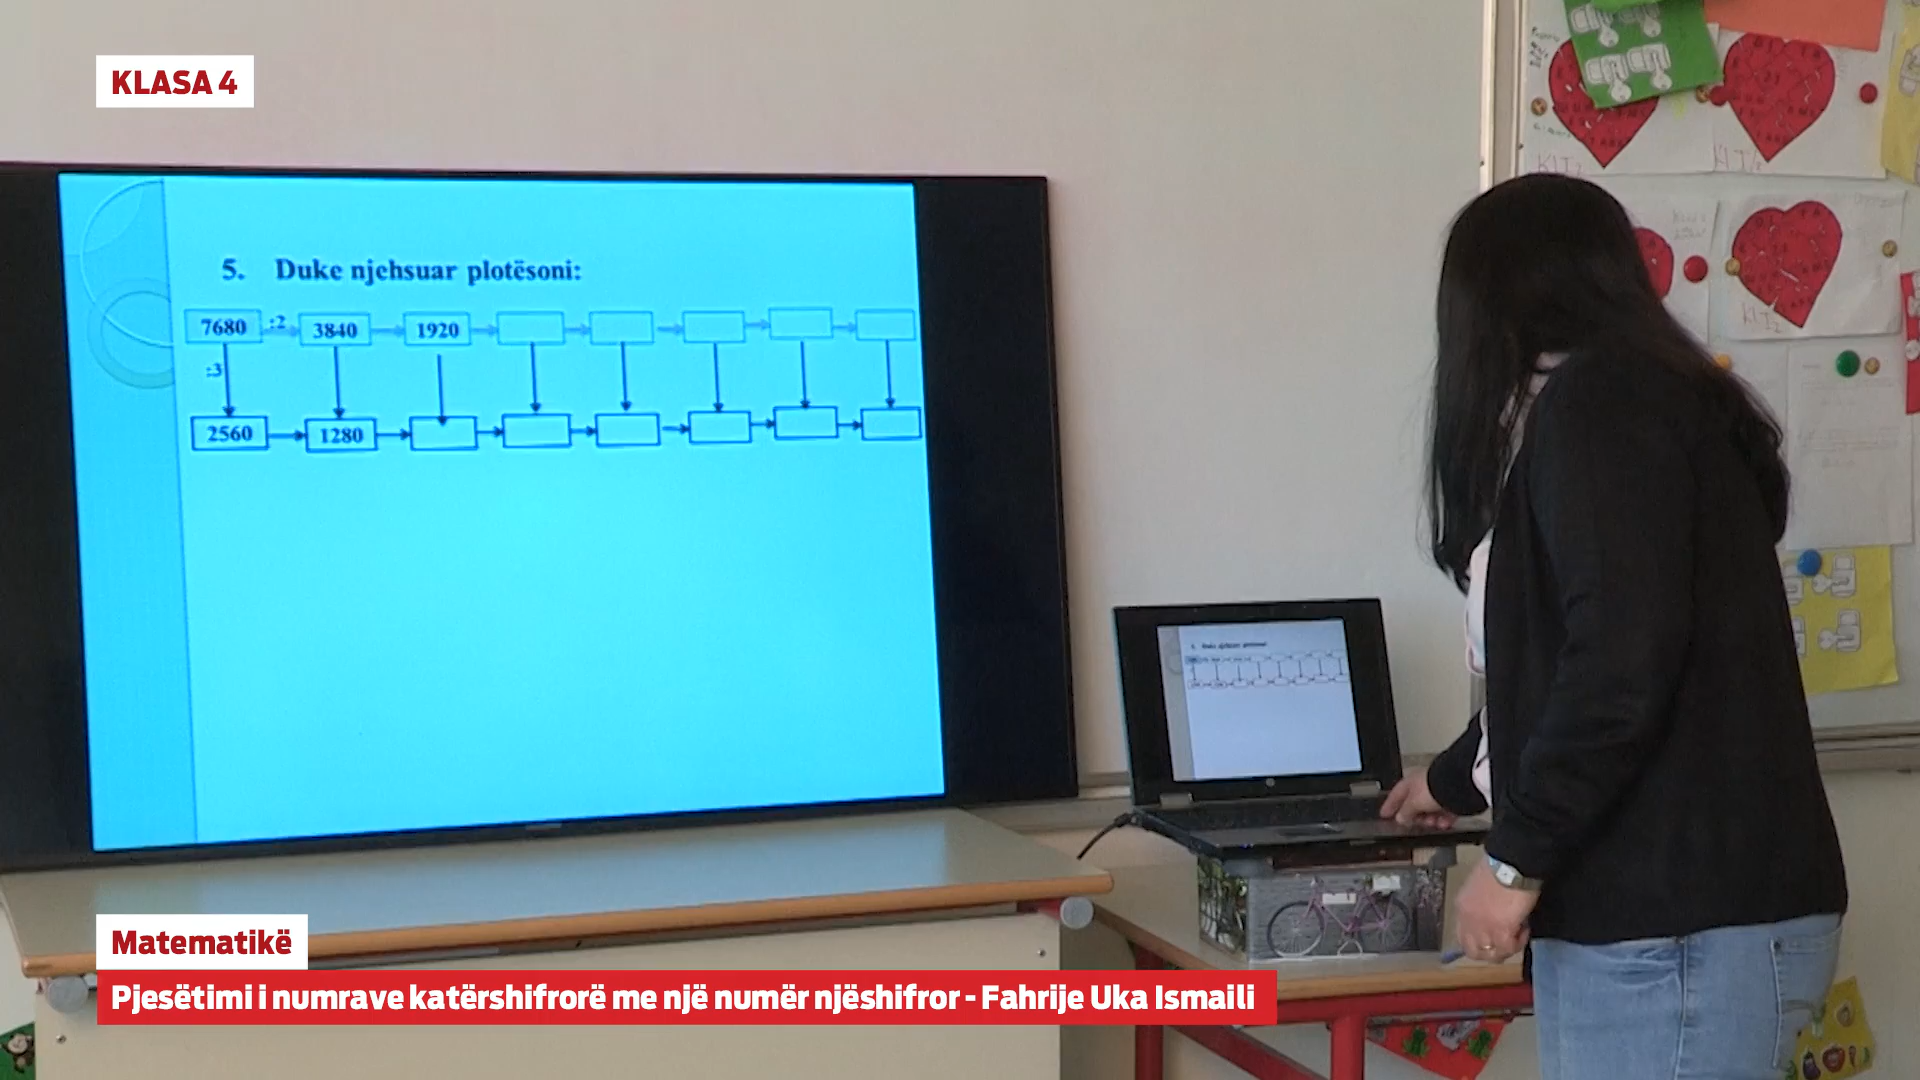 KLASA 4
5. Duke njehsuar plotësoni:
7680 :2 3840 1920
:3
2560 1280
Matematikë
Pjesëtimi i numrave katërshifrorë me një numër njëshifror - Fahrije Uka Ismaili